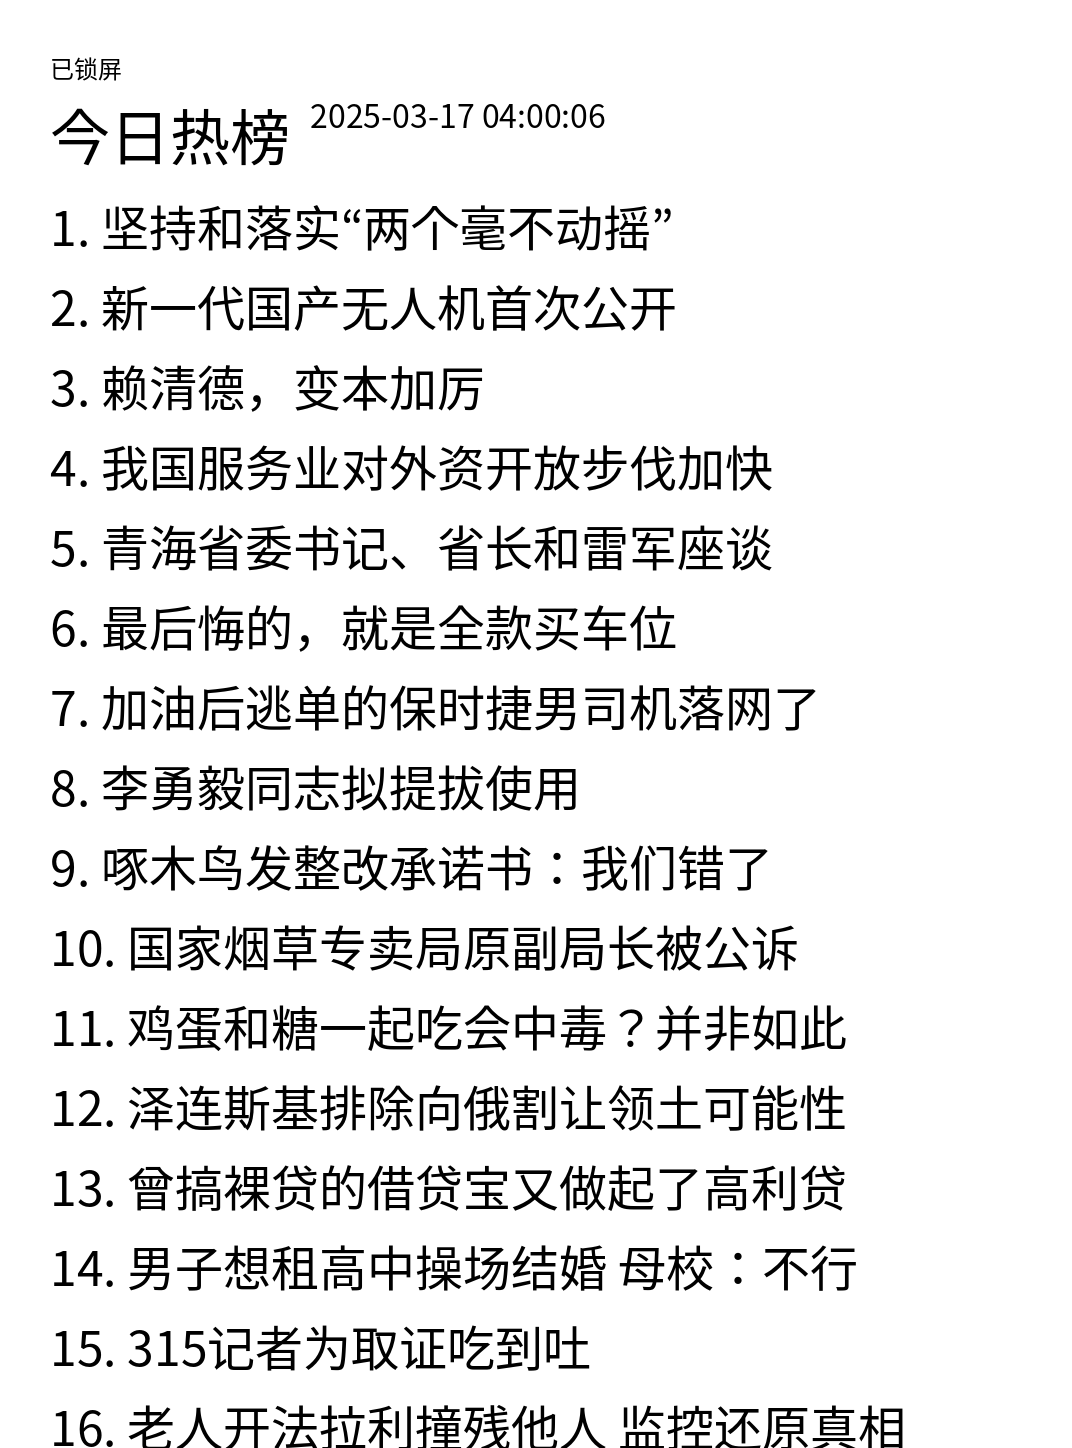 已锁屏
今日热榜 2025-03-17 04:00:06
1. 坚持和落实“两个毫不动摇”
2. 新一代国产无人机首次公开
3. 赖清德，变本加厉
4. 我国服务业对外资开放步伐加快
5. 青海省委书记、省长和雷军座谈
6. 最后悔的，就是全款买车位
7. 加油后逃单的保时捷男司机落网了
8. 李勇毅同志拟提拔使用
9. 啄木鸟发整改承诺书：我们错了
10. 国家烟草专卖局原副局长被公诉
11. 鸡蛋和糖一起吃会中毒？并非如此
12. 泽连斯基排除向俄割让领土可能性
13. 曾搞裸贷的借贷宝又做起了高利贷
14. 男子想租高中操场结婚 母校：不行
15. 315记者为取证吃到吐
16. 老人开法拉利撞残他人 监控还原真相